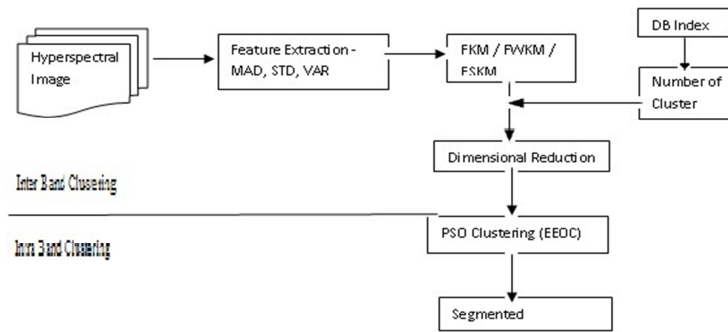 Hyperspectral
Image
Feature Extraction -
MAD, STD, VAR
FKM / FWKM /
FSKM
DB Index
Number of
Cluster
Dimensional Reduction
Inter Band Clusering
PSO Clustering (EEOC)
Intra Band Clustering
Segmented